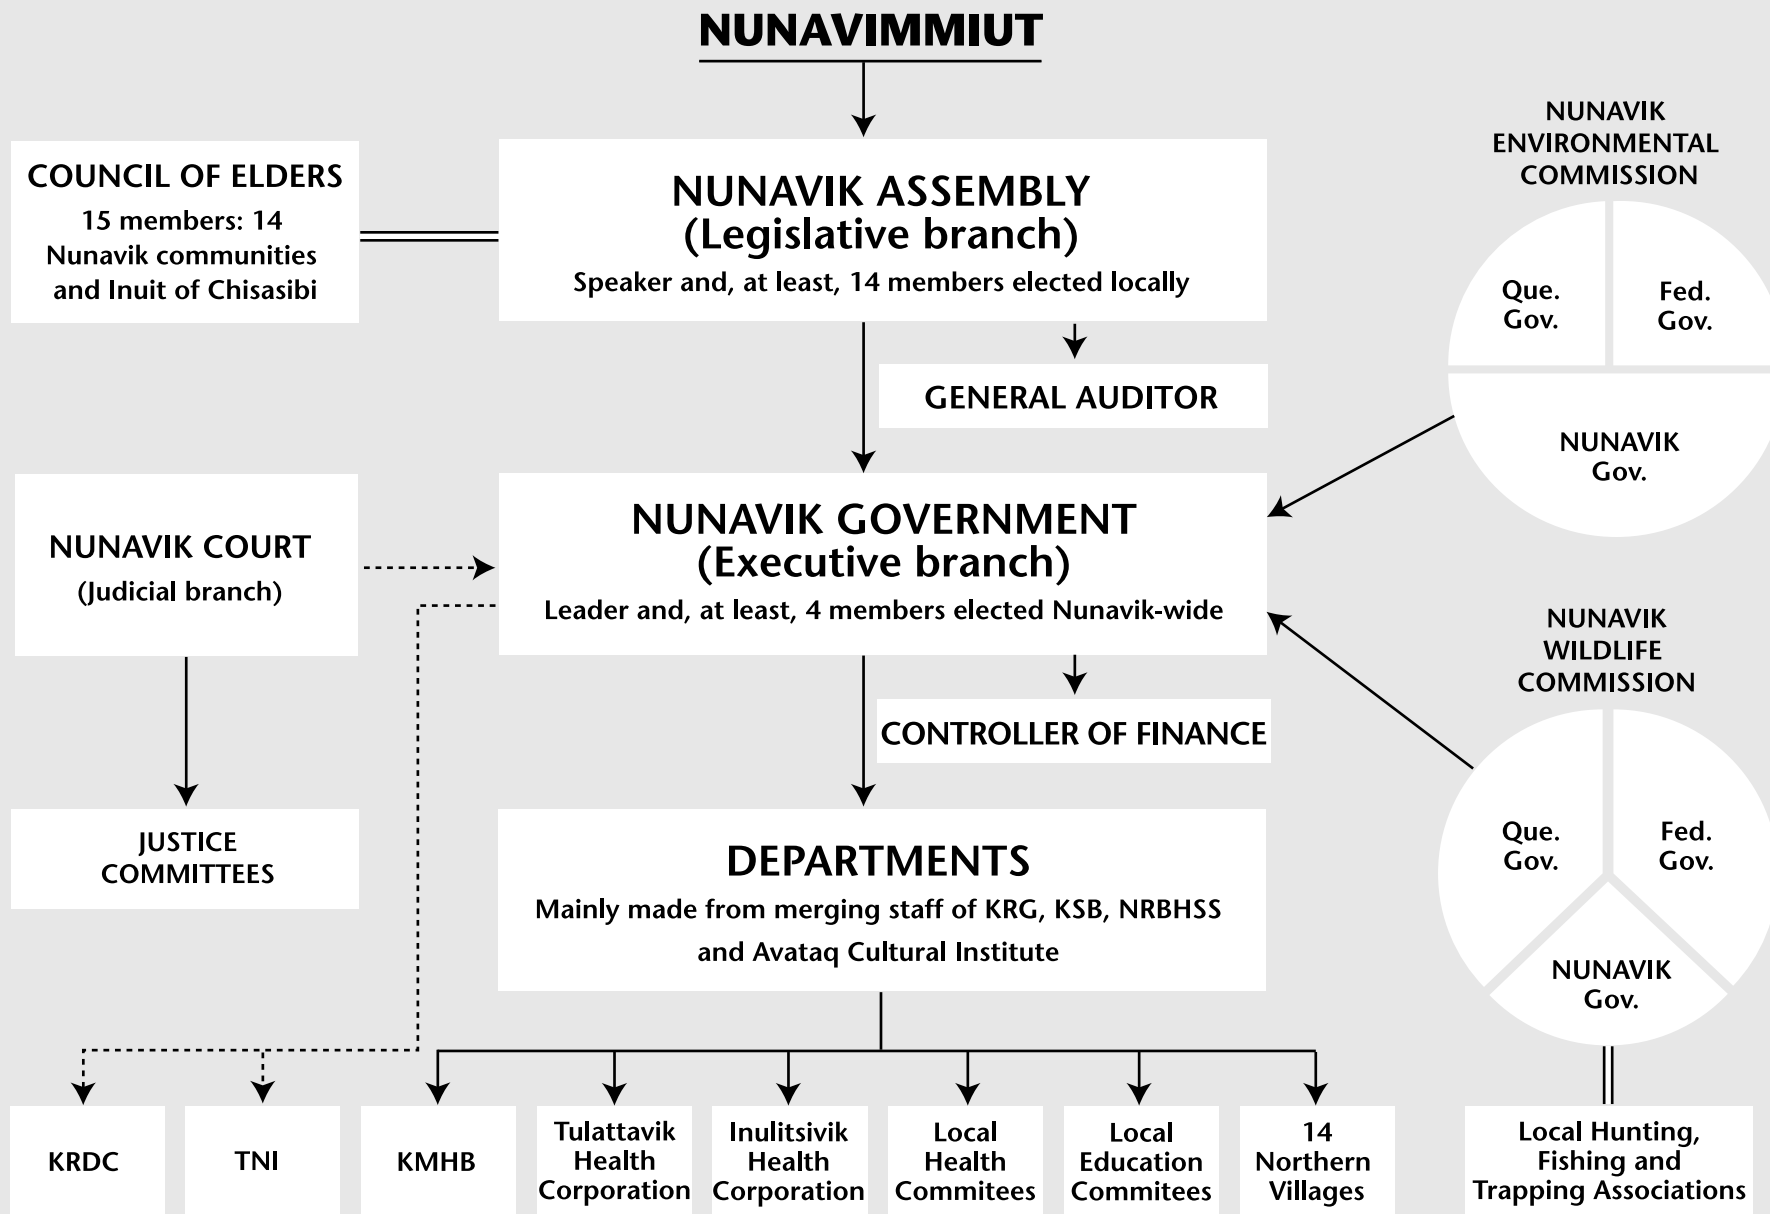 NUNAVIMMIUT
COUNCIL OF ELDERS
15 members: 14
Nunavik communities
and Inuit of Chisasibi
NUNAVIK ASSEMBLY
(Legislative branch)
Speaker and, at least, 14 members elected locally
GENERAL AUDITOR
NUNAVIK
ENVIRONMENTAL
COMMISSION
Que.
Gov.
Fed.
Gov.
NUNAVIK
Gov.
NUNAVIK COURT
(Judicial branch)
NUNAVIK GOVERNMENT
(Executive branch)
Leader and, at least, 4 members elected Nunavik-wide
CONTROLLER OF FINANCE
NUNAVIK
WILDLIFE
COMMISSION
Que.
Gov.
Fed.
Gov.
NUNAVIK
Gov.
JUSTICE
COMMITTEES
DEPARTMENTS
Mainly made from merging staff of KRG, KSB, NRBHSS
and Avataq Cultural Institute
KRDC
TNI
KMHB
Tulattavik
Health
Corporation
Inulitsivik
Health
Corporation
Local
Health
Commitees
Local
Education
Commitees
14
Northern
Villages
Local Hunting,
Fishing and
Trapping Associations